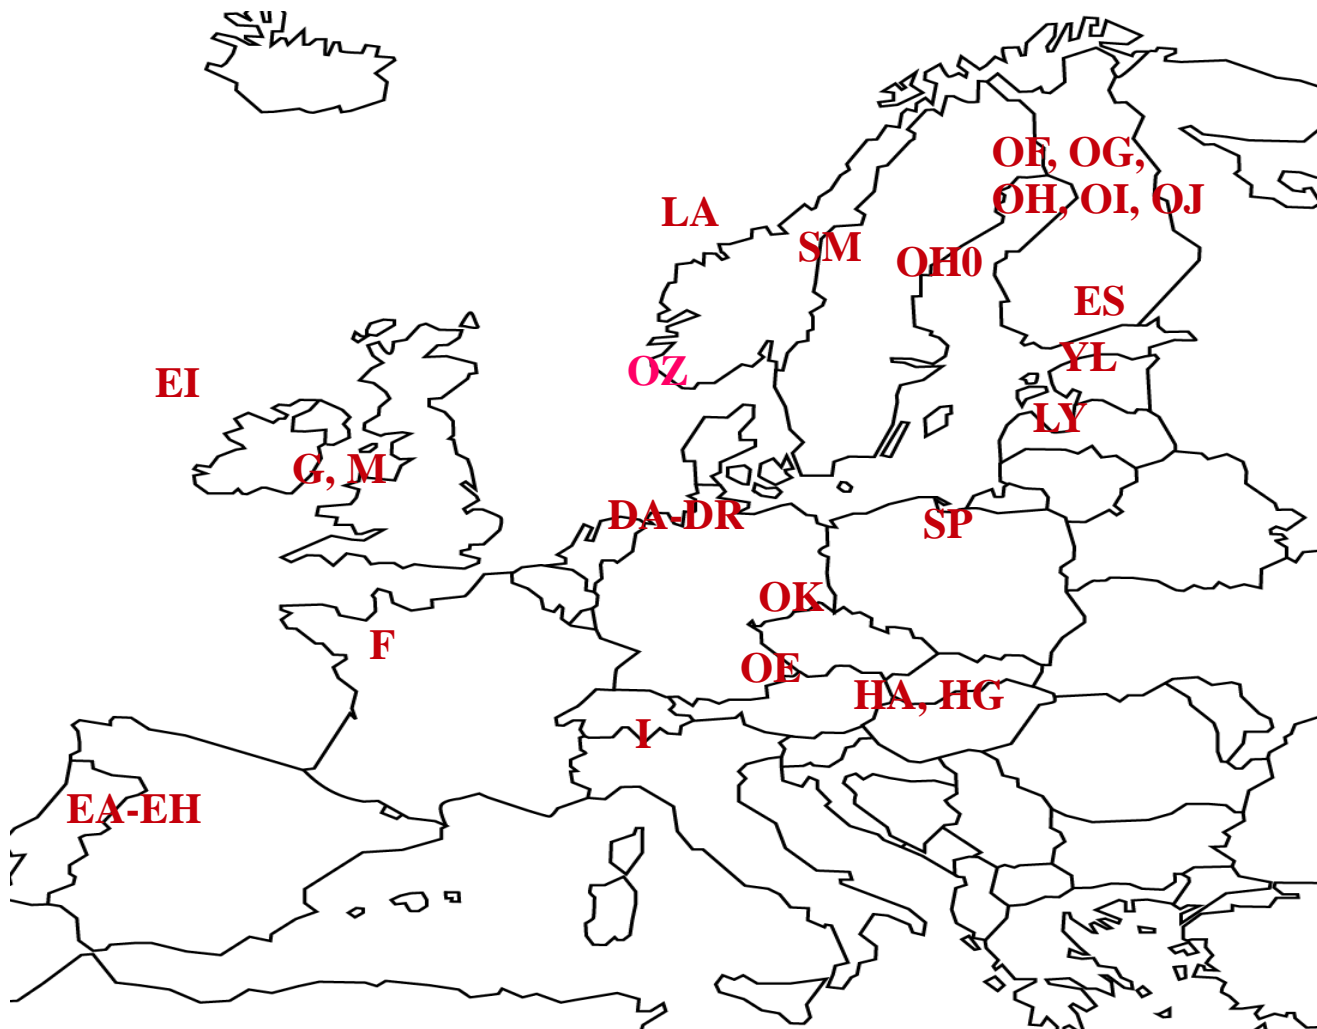 OF, OG,
OH, OI, OJ
LA
SM
OH0
ES
YL
OZ
EI
LY
G, M
DA-DR
SP
OK
F
OE
HA, HG
I
EA-EH